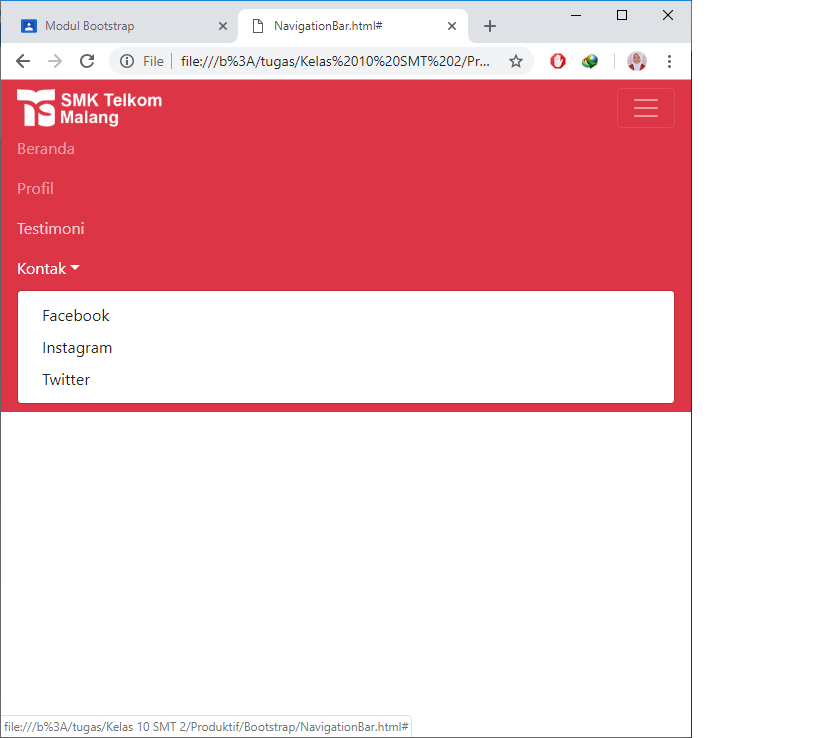 Modul Bootstrap
NavigationBar.html#
File
file:///b%3A/tugas/Kelas%2010%20SMT%202/Pr...
SMK Telkom
Malang
Beranda
Profil
Testimoni
Kontak
Facebook
Instagram
Twitter
file:///b%3A/tugas/Kelas 10 SMT 2/Produktif/Bootstrap/NavigationBar.html#